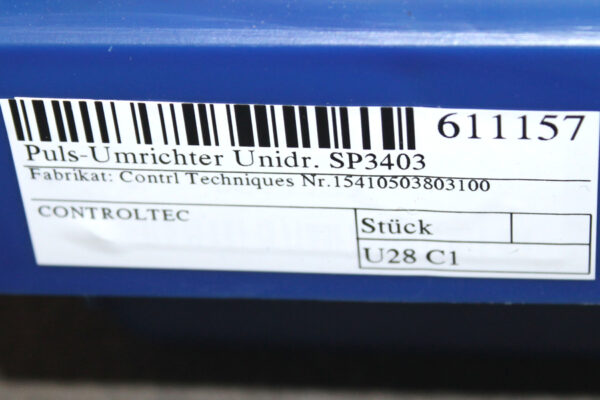 611157
Puls-Umrichter Unidr. SP3403
Fabrikat: Contrl Techniques Nr.15410503803100
CONTROLTEC
Stück
U28 C1